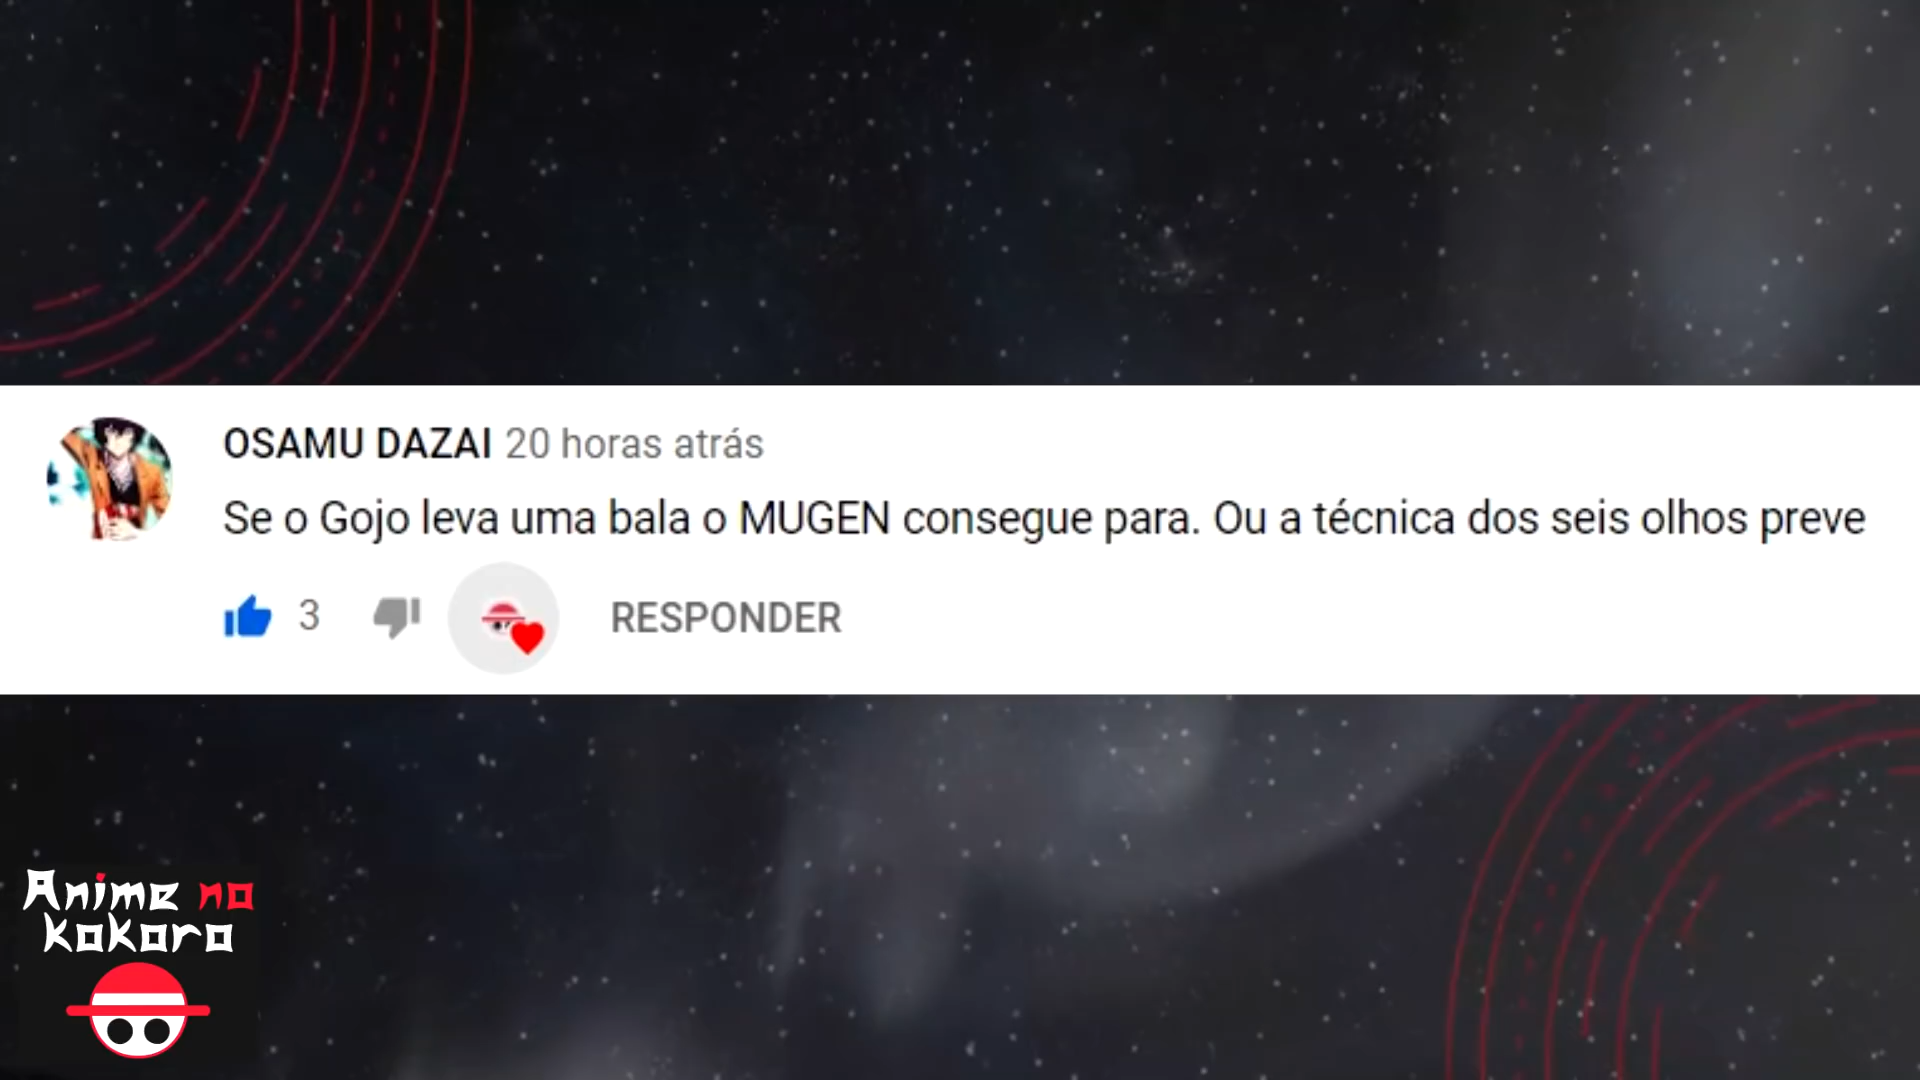 OSAMU DAZAI 20 horas atrás
Se o Gojo leva uma bala o MUGEN consegue para. Ou a técnica dos seis olhos preve
3 RESPONDER
Anime no
kokoro